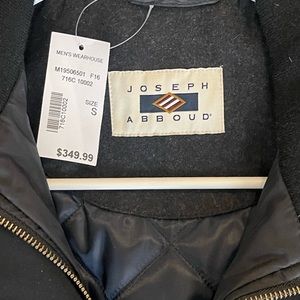 MEN'S WEARHOUSE
M19506501 F16
716C 10002
SIZE
S
716C10002
$349.99
JOSEPH
ABBOUD